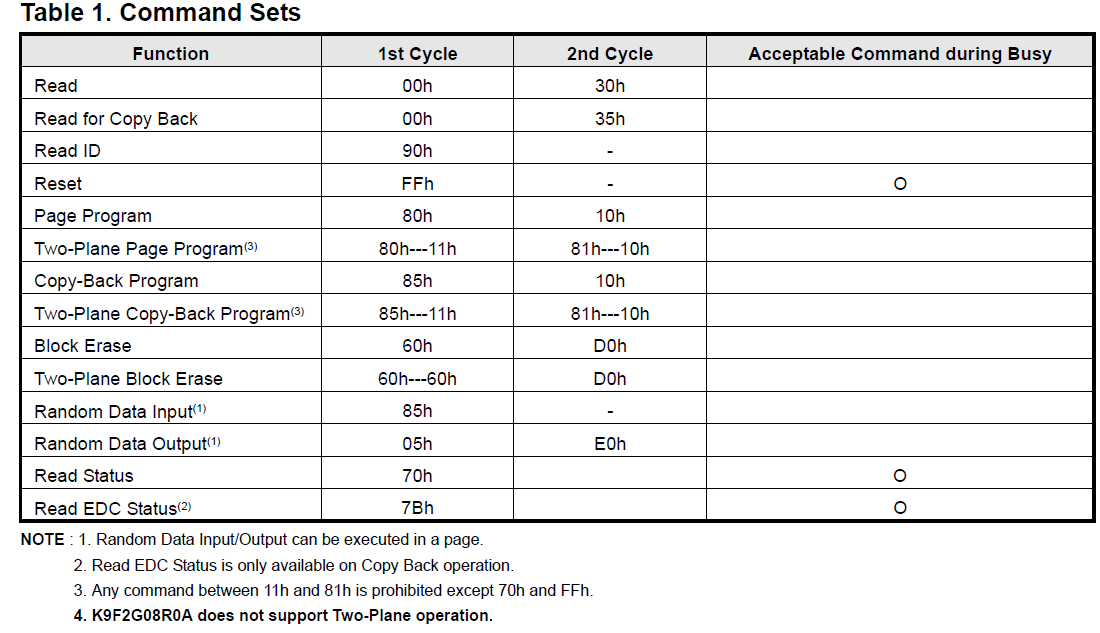 Table 1. Command Sets
Function 1st Cycle 2nd Cycle Acceptable Command during Busy
Read 00h 30h
Read for Copy Back 00h 35h
Read ID 90h -
Reset FFh - O
Page Program 80h 10h
Two-Plane Page Program(3) 80h---11h 81h---10h
Copy-Back Program 85h 10h
Two-Plane Copy-Back Program(3) 85h---11h 81h---10h
Block Erase 60h D0h
Two-Plane Block Erase 60h---60h D0h
Random Data Input(1) 85h -
Random Data Output(1) 05h E0h
Read Status 70h O
Read EDC Status(2) 7Bh O
NOTE : 1. Random Data Input/Output can be executed in a page.
2. Read EDC Status is only available on Copy Back operation.
3. Any command between 11h and 81h is prohibited except 70h and FFh.
4. K9F2G08R0A does not support Two-Plane operation.